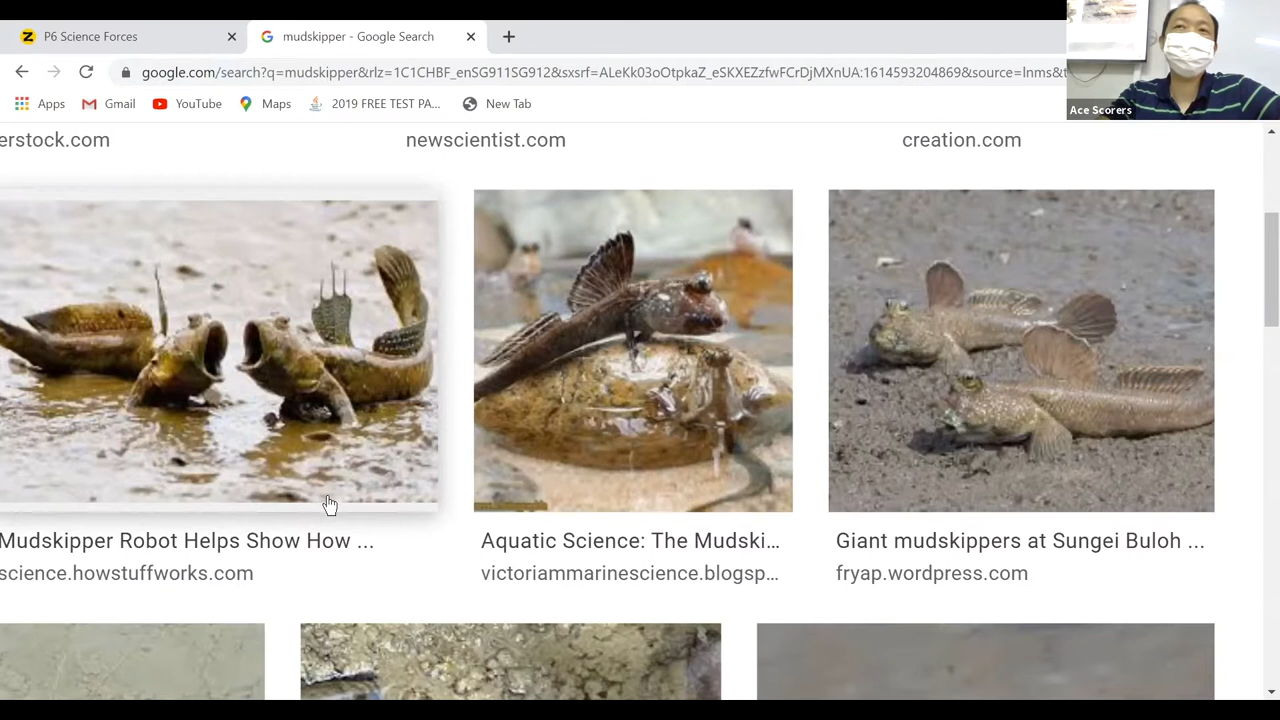 P6 Science Forces
mudskipper - Google Search
google.com/search?q=mudskipper&tlz=1C1CHBF_enSG911SG912&sxsrf=ALeKk03oOtpkaZ_eSKXEZzfwFCrDjMXnUA:1614593204869&source=lnms&t
Apps
Gmail
YouTube
Maps
2019 FREE TEST PA...
New Tab
Ace Scorers
erstock.com
newscientist.com
creation.com
Mudskipper Robot Helps Show How ...
science.howstuffworks.com
Aquatic Science: The Mudski...
victoriammarinescience.blogsp...
Giant mudskippers at Sungei Buloh ...
fryap.wordpress.com